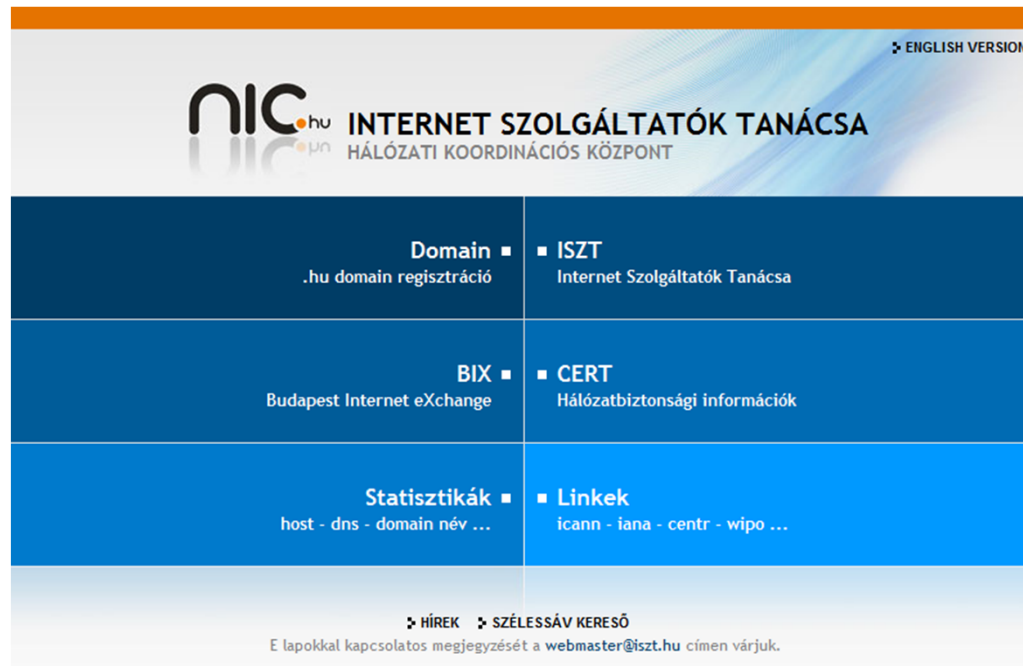 ENGLISH VERSION
nic.hu
INTERNET SZOLGÁLTATÓK TANÁCSA
HÁLÓZATI KOORDINÁCIÓS KÖZPONT
Domain
.hu domain regisztráció
ISZT
Internet Szolgáltatók Tanácsa
BIX
Budapest Internet eXchange
CERT
Hálózatbiztonsági információk
Statisztikák
host - dns - domain név ...
Linkek
icann - iana - centr - wipo ...
HÍREK SZÉLESSÁV KERESŐ
E lapokkal kapcsolatos megjegyzését a webmaster@iszt.hu címen várjuk.